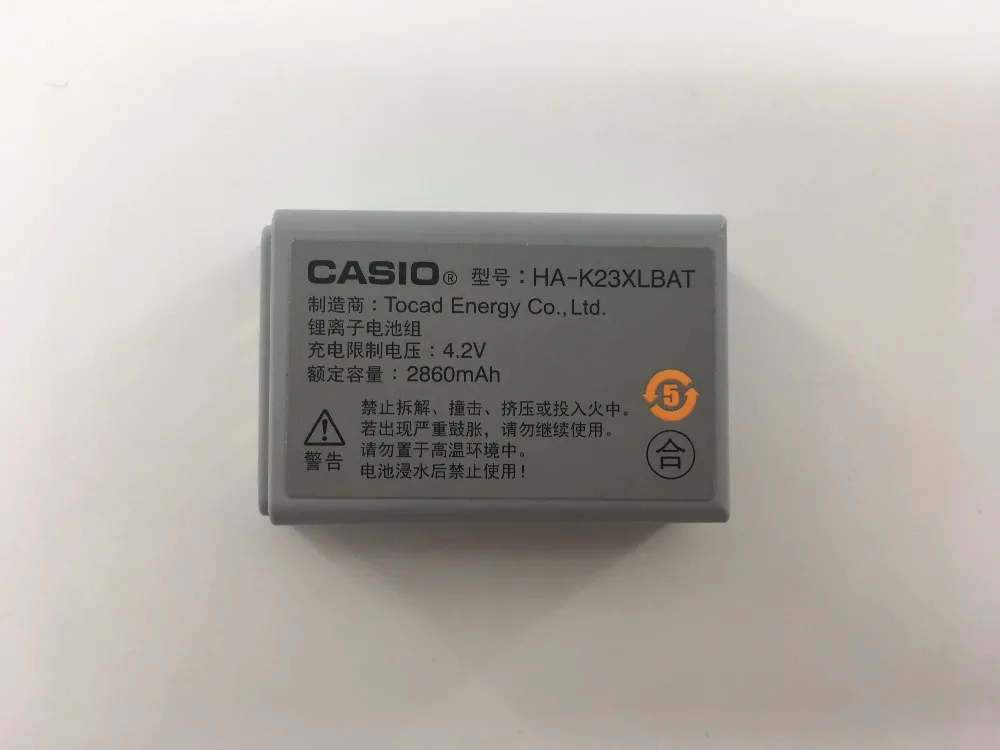 CASIO® 型号：HA-K23XLBAT
制造商：Tocad Energy Co.,Ltd.
锂离子电池组
充电限制电压：4.2V
额定容量：2860mAh
禁止拆解、撞击、挤压或投入火中。
若出现严重鼓胀，请勿继续使用。
请勿置于高温环境中。
电池浸水后禁止使用！
警告
5
合